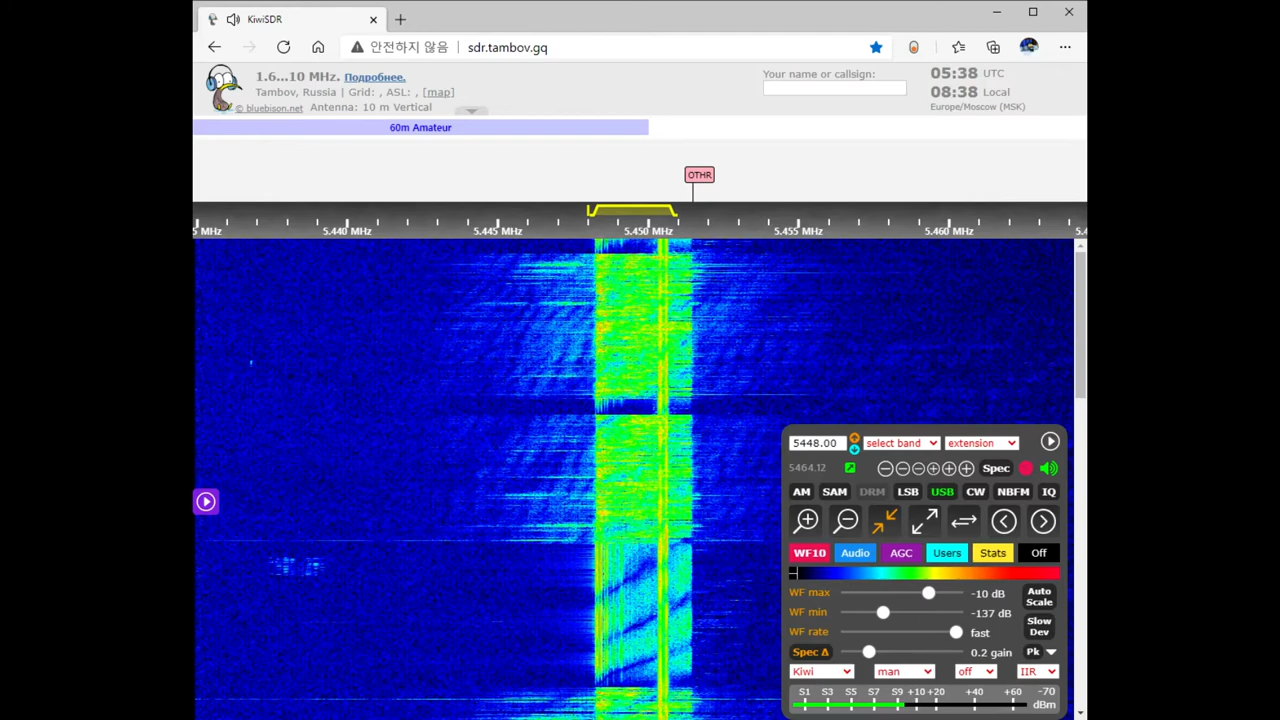 KiwiSDR
안전하지 않음 sdr.tambov.gq
1.6...10 MHz. Подробнее.
Tambov, Russia | Grid: , ASL: , [map]
© bluebison.net Antenna: 10 m Vertical
Your name or callsign:
05:38 UTC
08:38 Local
Europe/Moscow (MSK)
60m Amateur
OTHR
5 MHz 5.440 MHz 5.445 MHz 5.450 MHz 5.455 MHz 5.460 MHz 5.4
5448.00 select band extension
5464.12 Spec
AM SAM DRM LSB USB CW NBFM IQ
WF10 Audio AGC Users Stats Off
WF max -10 dB Auto Scale
WF min -137 dB
WF rate fast Slow Dev
Spec Δ 0.2 gain Pk
Kiwi man off IIR
S1 S3 S5 S7 S9 +10 +20 +40 +60 -70 dBm